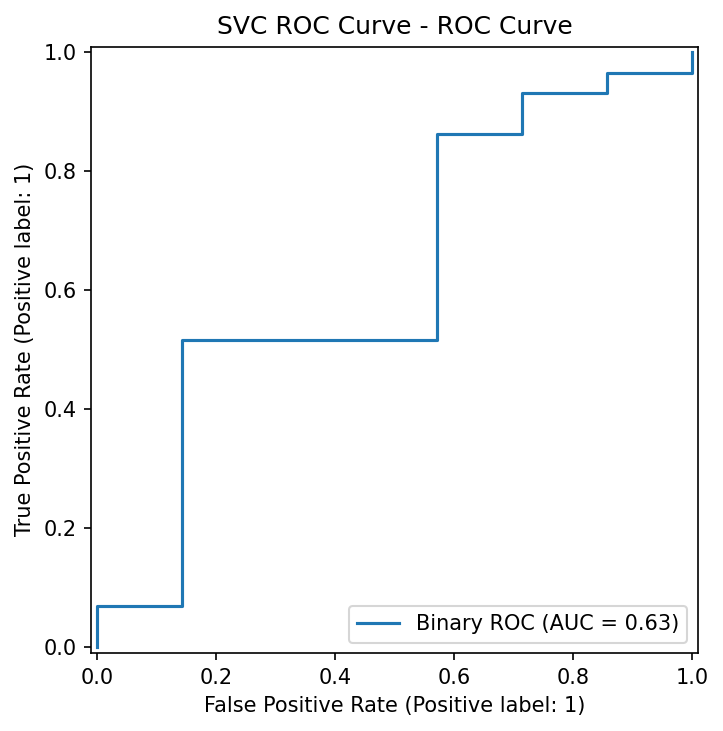 SVC ROC Curve - ROC Curve
True Positive Rate (Positive label: 1)
1.0
0.8
0.6
0.4
0.2
0.0
Binary ROC (AUC = 0.63)
0.0 0.2 0.4 0.6 0.8 1.0
False Positive Rate (Positive label: 1)